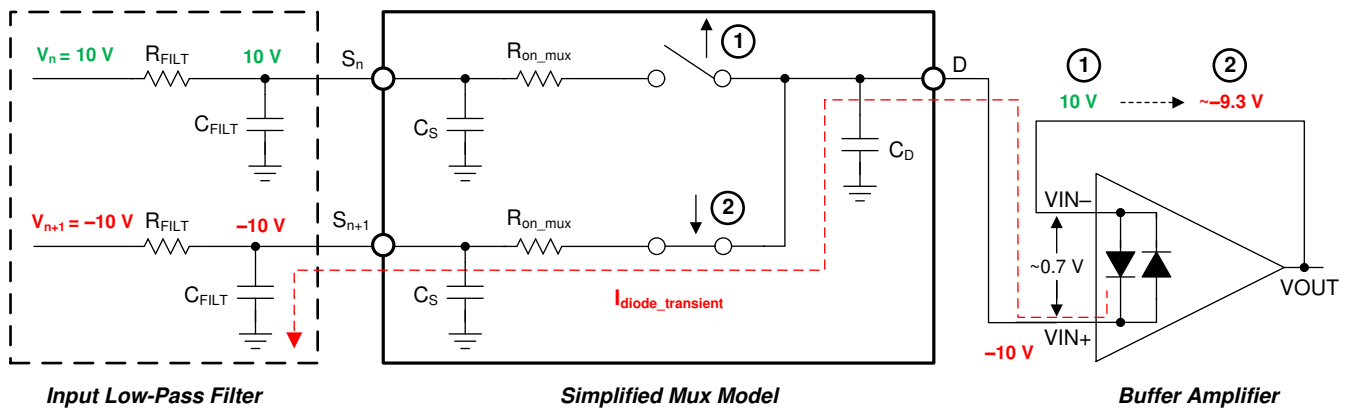 Vn = 10 V
RFILT
10 V
Sn
Ron_mux
1
D
1
2
10 V
~–9.3 V
CFILT
CS
CD
Vn+1 = –10 V
RFILT
–10 V
Sn+1
Ron_mux
2
VIN–
~0.7 V
CFILT
CS
Idiode_transient
VOUT
VIN+
–10 V
Input Low-Pass Filter
Simplified Mux Model
Buffer Amplifier